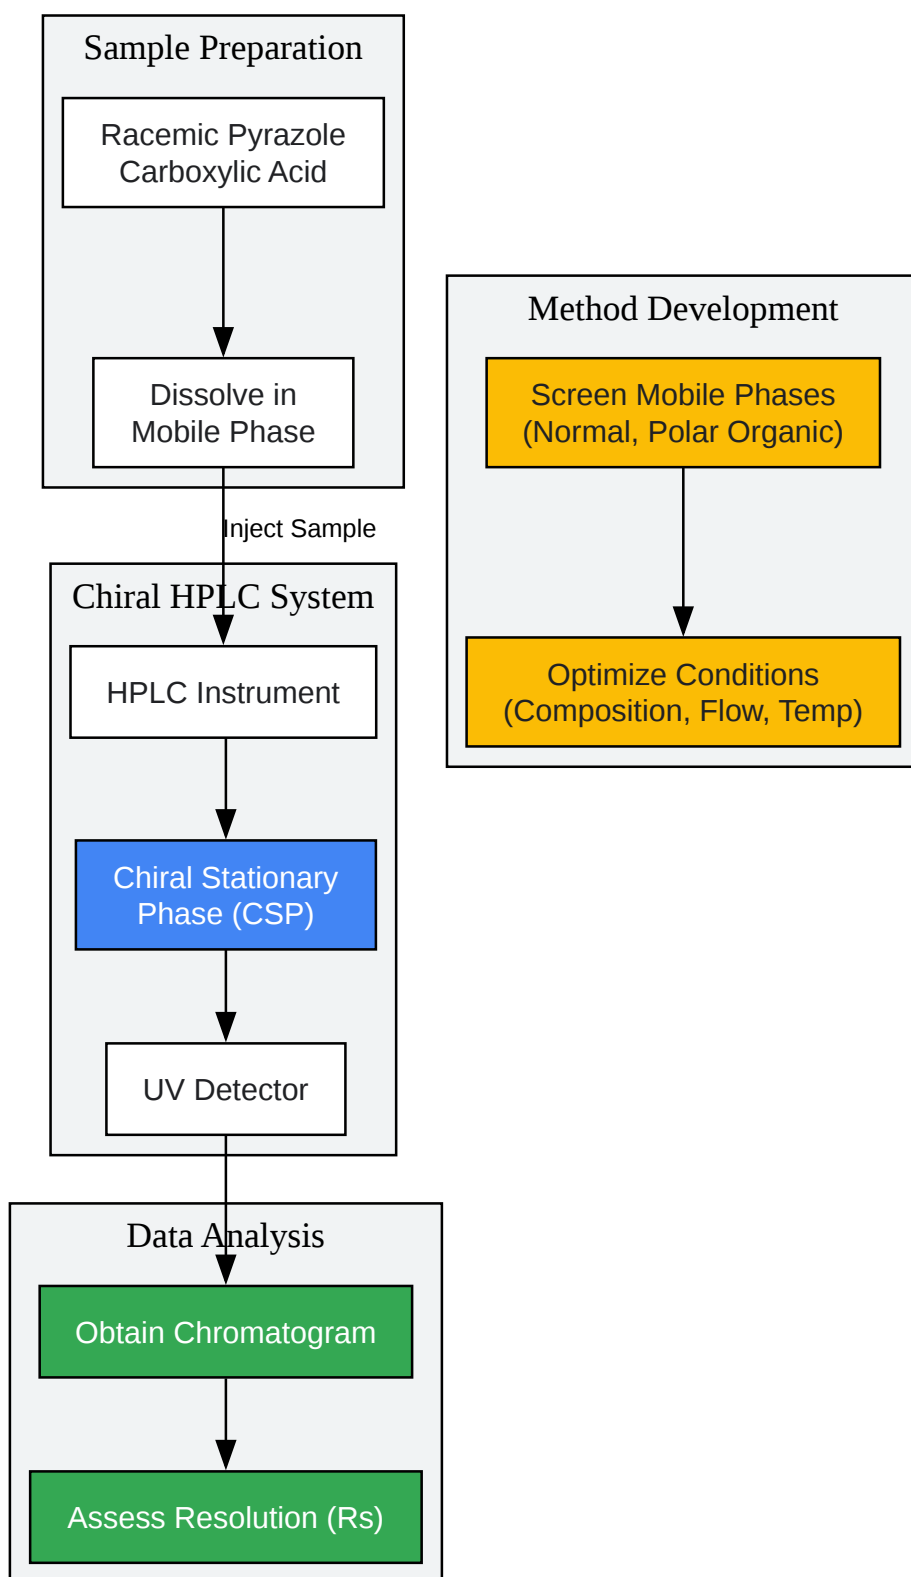 Sample Preparation
Racemic Pyrazole
Carboxylic Acid
Dissolve in
Mobile Phase
Inject Sample
Chiral HPLC System
HPLC Instrument
Chiral Stationary
Phase (CSP)
UV Detector
Data Analysis
Obtain Chromatogram
Assess Resolution (Rs)
Method Development
Screen Mobile Phases
(Normal, Polar Organic)
Optimize Conditions
(Composition, Flow, Temp)